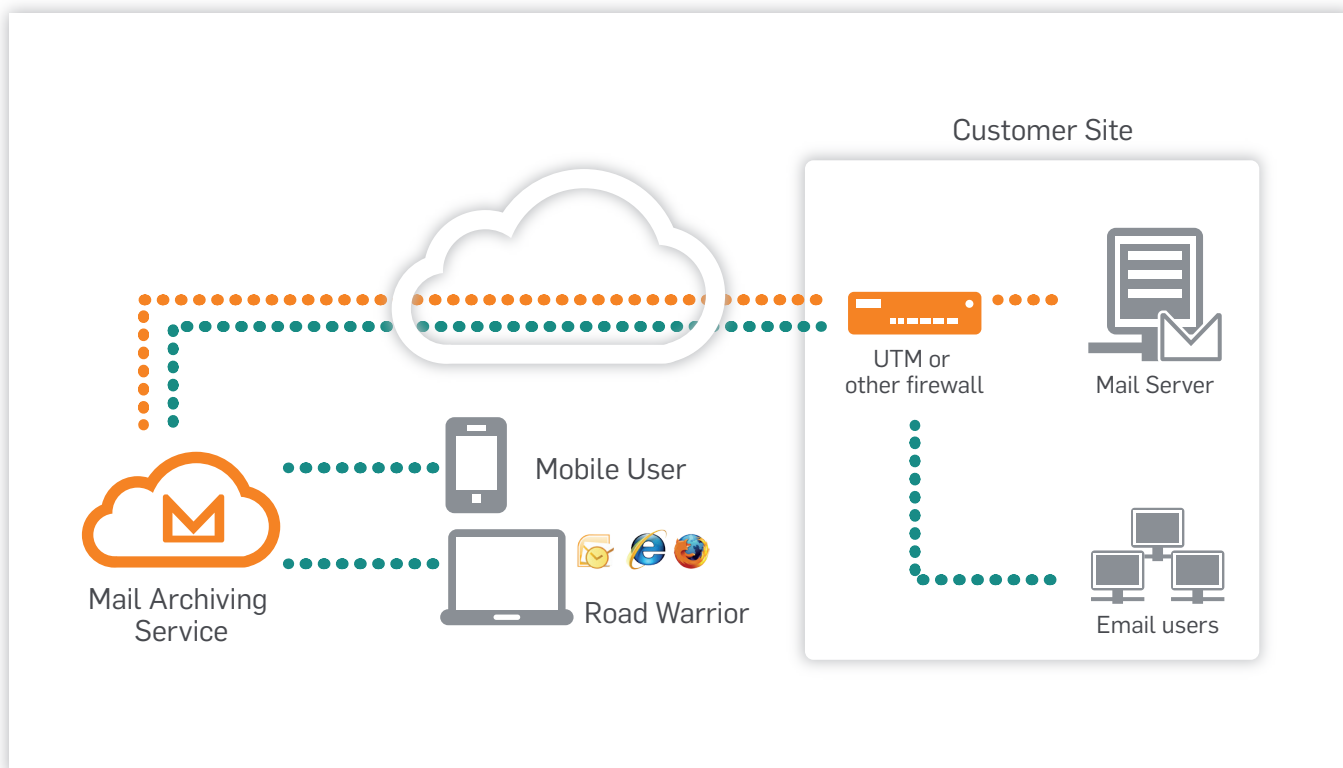 Customer Site
UTM or
other firewall
Mail Server
Mobile User
Mail Archiving
Service
Road Warrior
Email users